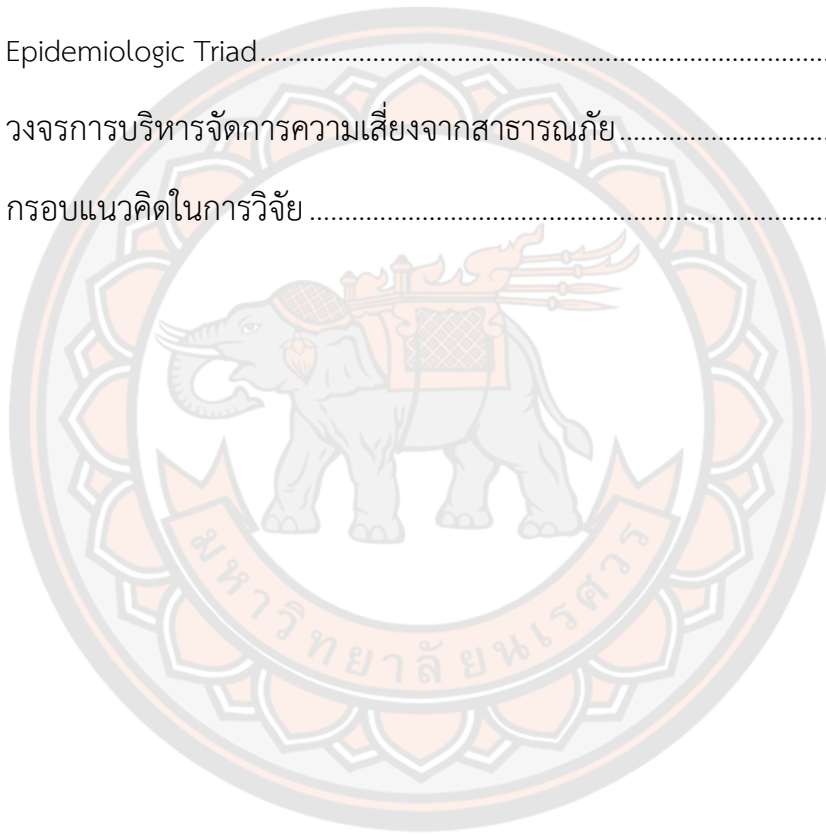 Epidemiologic Triad................................................................................
วงจรการบริหารจัดการความเสี่ยงจากสาธารณภัย..........................
กรอบแนวคิดในการวิจัย .........................................................................
มหาวิทยาลัยนเรศวร